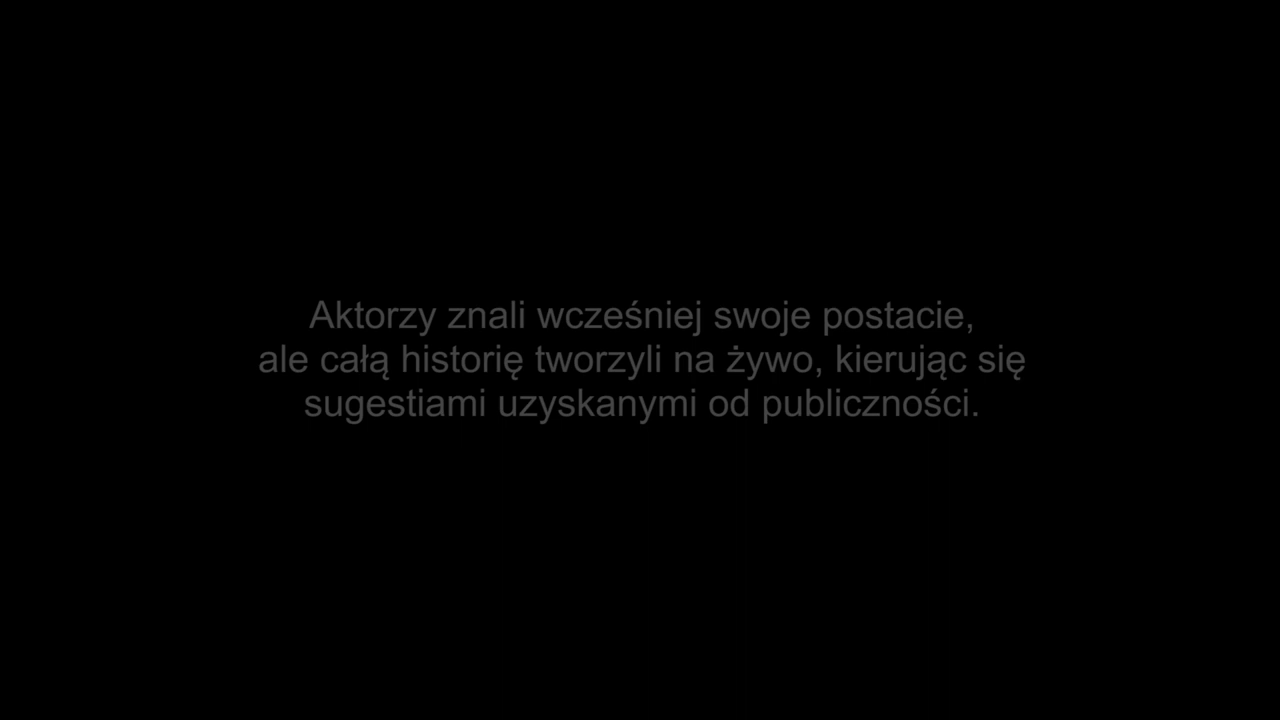 Aktorzy znali wcześniej swoje postacie,
ale całą historię tworzyli na żywo, kierując się
sugestiami uzyskanymi od publiczności.